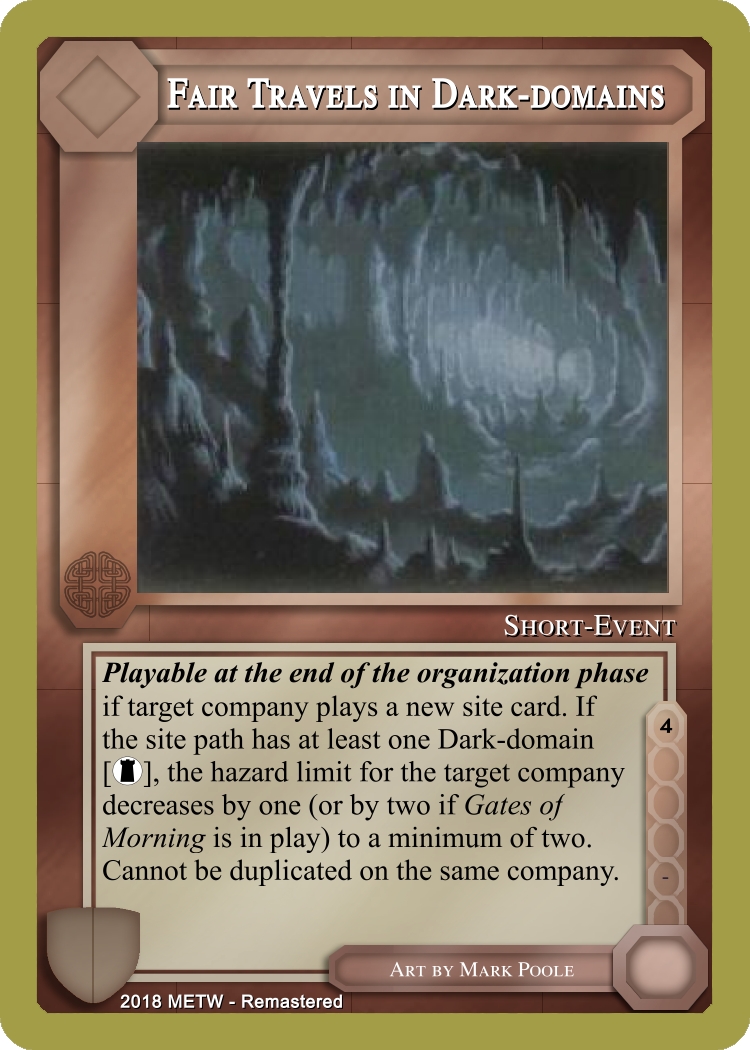 Fair Travels in Dark-domains
Short-Event
Playable at the end of the organization phase
if target company plays a new site card. If
the site path has at least one Dark-domain
[ ], the hazard limit for the target company
decreases by one (or by two if Gates of
Morning is in play) to a minimum of two.
Cannot be duplicated on the same company.
4
-
Art by Mark Poole
2018 METW - Remastered